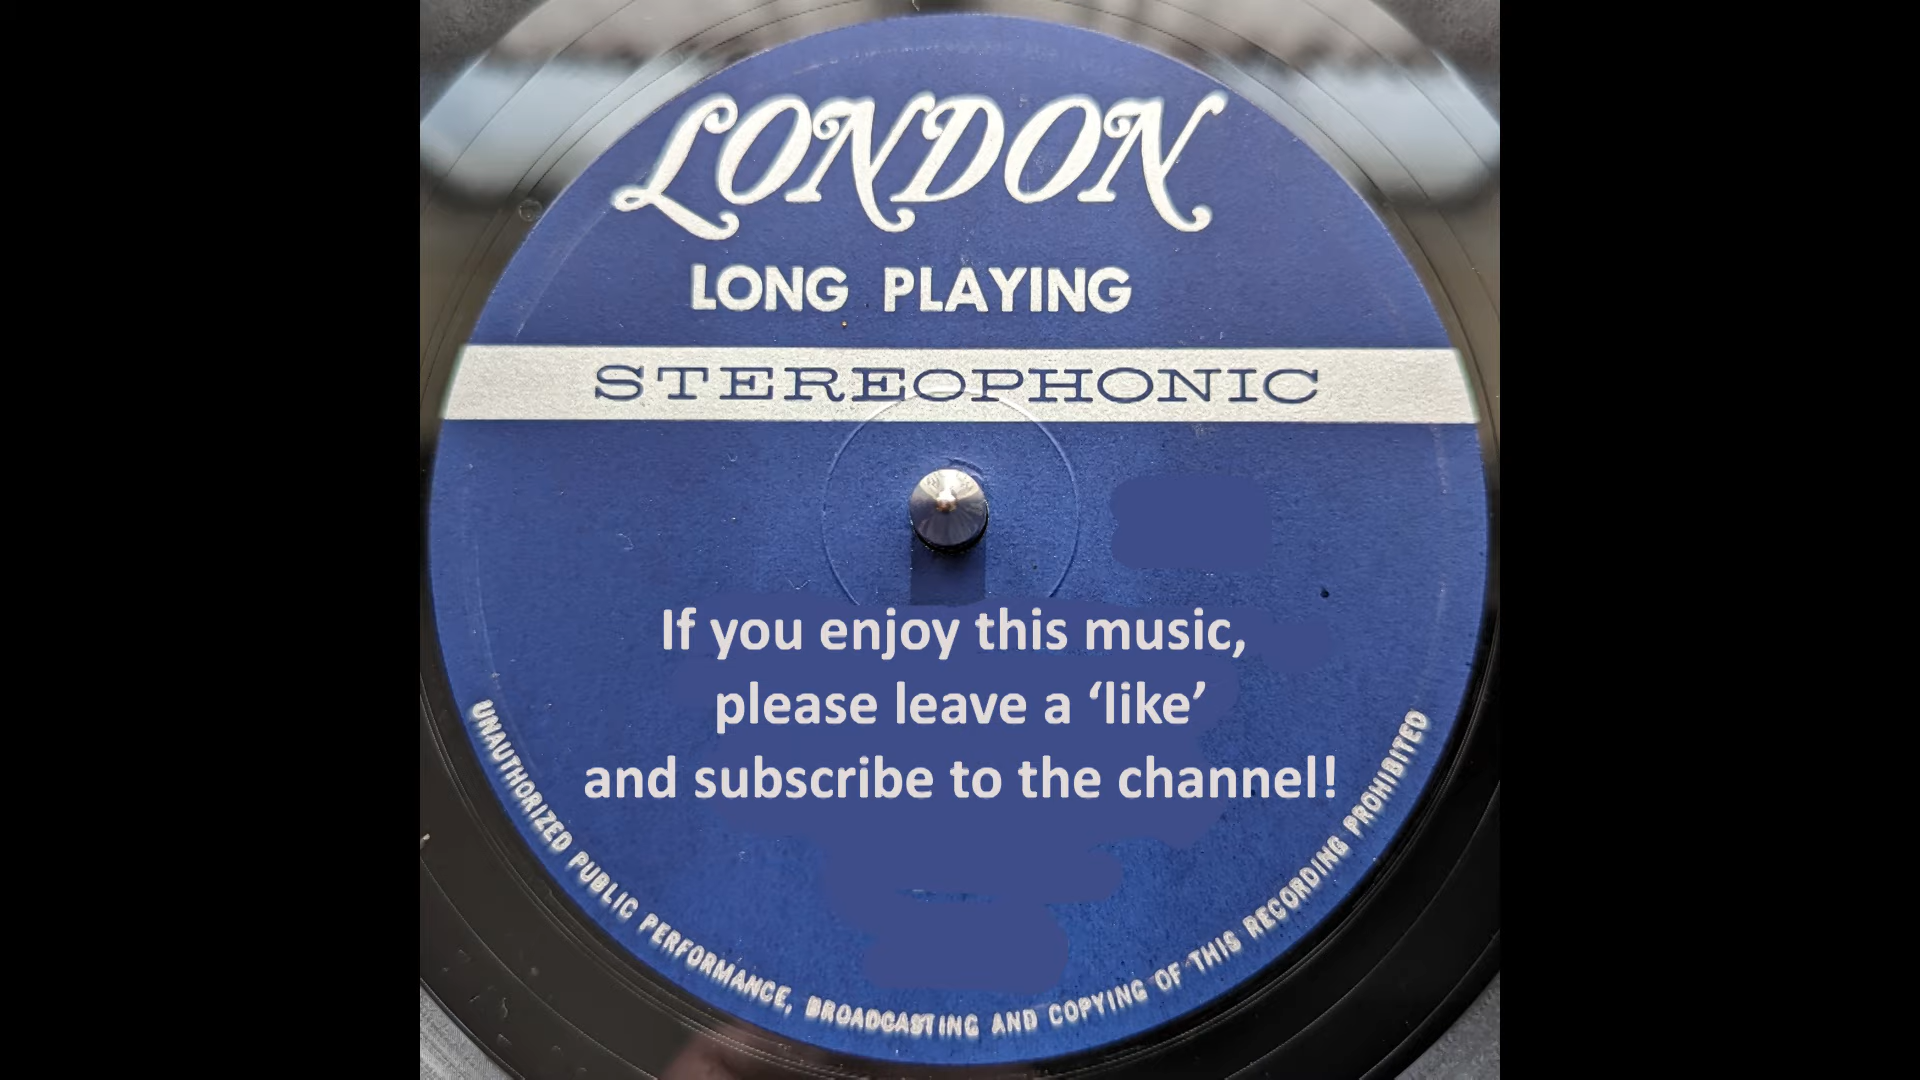 LONDON
LONG PLAYING
STEREOPHONIC
If you enjoy this music,
please leave a ‘like’
and subscribe to the channel!
UNAUTHORIZED PUBLIC PERFORMANCE, BROADCASTING AND COPYING OF THIS RECORDING PROHIBITED